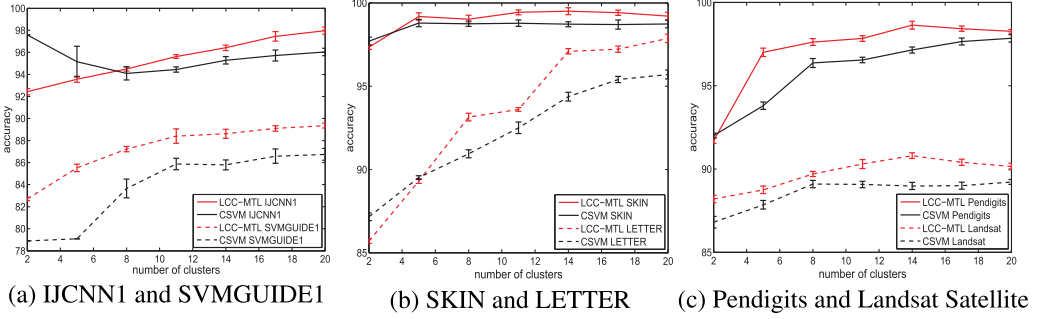 100
98
96
94
92
90
88
86
84
82
80
78
accuracy
2 4 6 8 10 12 14 16 18 20
number of clusters
LCC−MTL IJCNN1
CSVM IJCNN1
LCC−MTL SVMGUIDE1
CSVM SVMGUIDE1
(a) IJCNN1 and SVMGUIDE1
100
95
90
85
accuracy
2 4 6 8 10 12 14 16 18 20
number of clusters
LCC−MTL SKIN
CSVM SKIN
LCC−MTL LETTER
CSVM LETTER
(b) SKIN and LETTER
100
95
90
85
accuracy
2 4 6 8 10 12 14 16 18 20
number of clusters
LCC−MTL Pendigits
CSVM Pendigits
LCC−MTL Landsat
CSVM Landsat
(c) Pendigits and Landsat Satellite